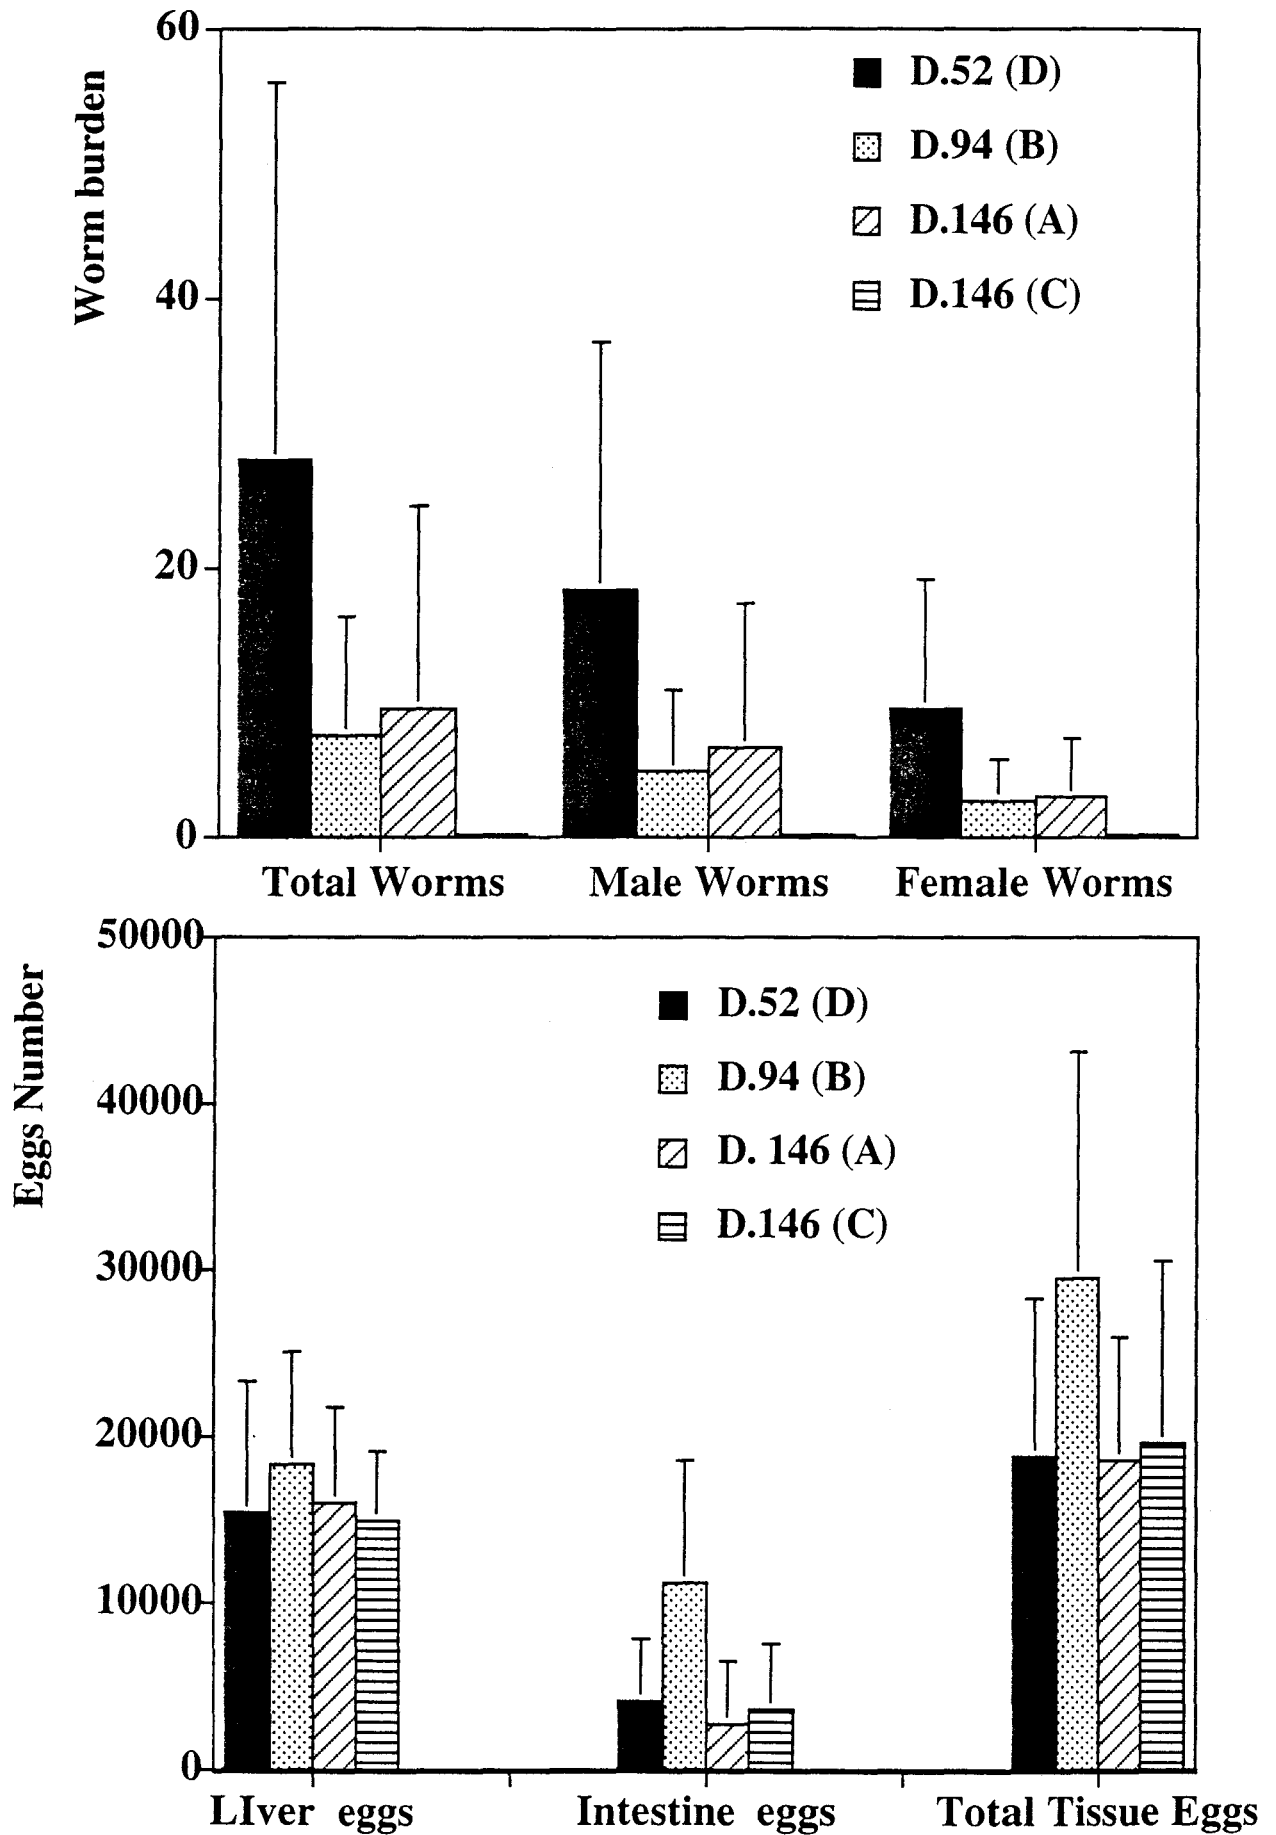 60
Worm burden
D.52 (D)
D.94 (B)
D.146 (A)
D.146 (C)
40
20
0
Total Worms
Male Worms
Female Worms
50000
Eggs Number
D.52 (D)
D.94 (B)
D. 146 (A)
D.146 (C)
40000
30000
20000
10000
0
LIver eggs
Intestine eggs
Total Tissue Eggs